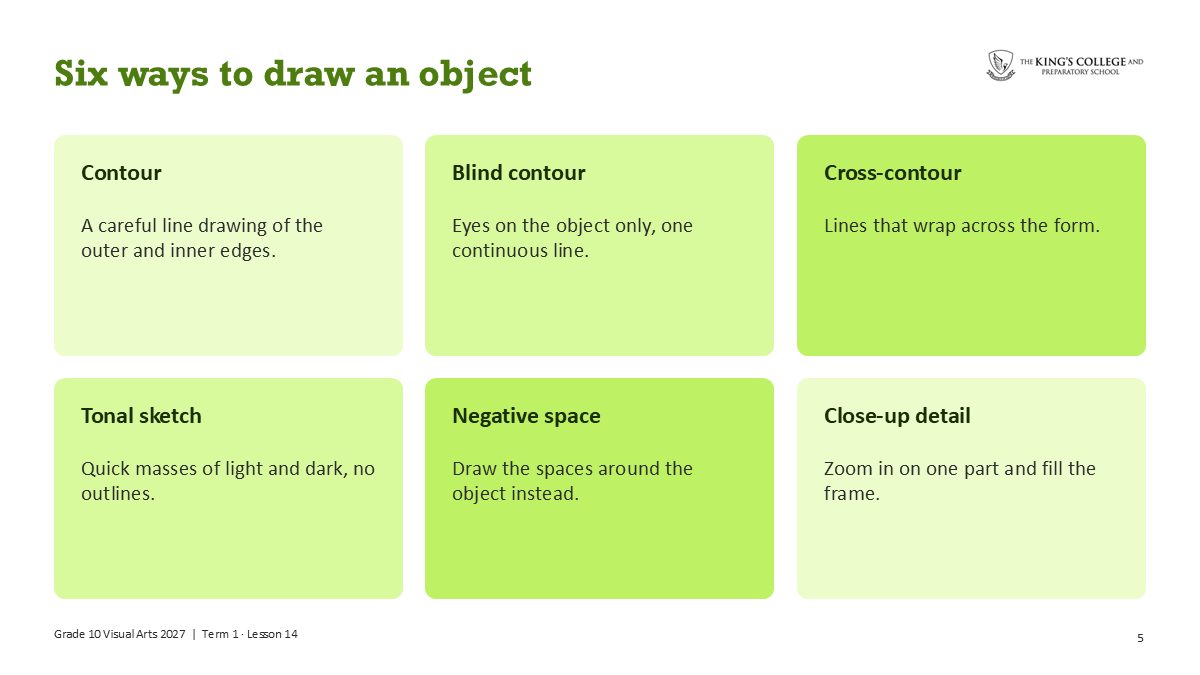 Six ways to draw an object
THE KING'S COLLEGE AND
PREPARATORY SCHOOL
Contour
A careful line drawing of the
outer and inner edges.
Blind contour
Eyes on the object only, one
continuous line.
Cross-contour
Lines that wrap across the form.
Tonal sketch
Quick masses of light and dark, no
outlines.
Negative space
Draw the spaces around the
object instead.
Close-up detail
Zoom in on one part and fill the
frame.
Grade 10 Visual Arts 2027 | Term 1 · Lesson 14
5